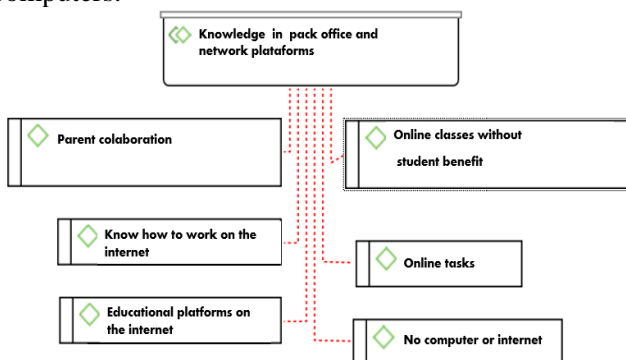 computers.
Knowledge in pack office and
network plataforms
Parent colaboration
Online classes without
student benefit
Know how to work on the
internet
Online tasks
Educational platforms on
the internet
No computer or internet